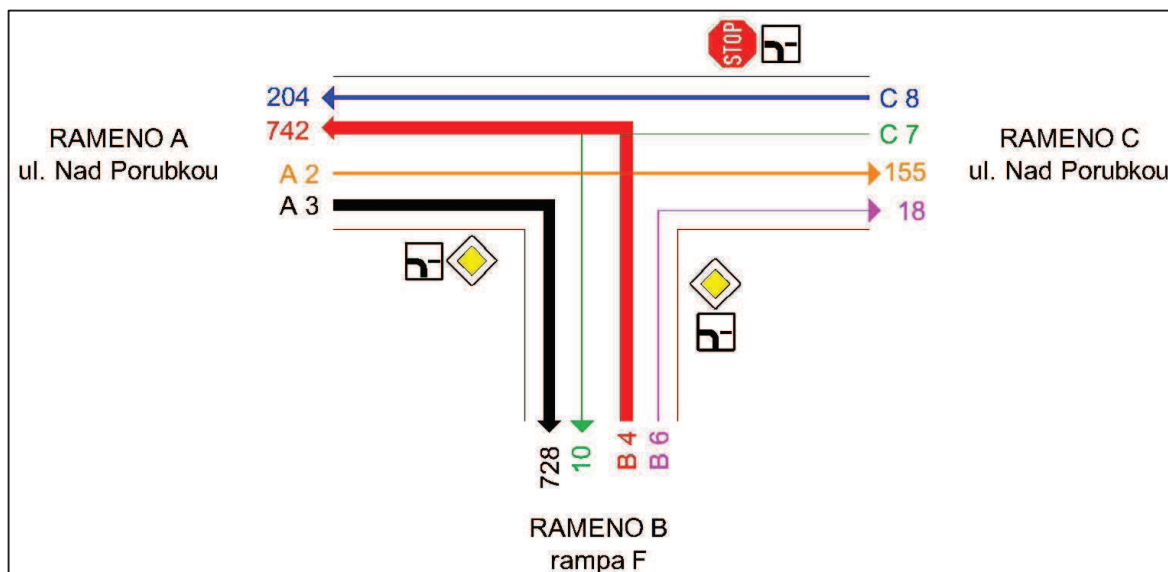 STOP
204
C 8
742
C 7
RAMENO A
ul. Nad Porubkou
RAMENO C
ul. Nad Porubkou
A 2
155
A 3
18
728
10
B 4
B 6
RAMENO B
rampa F